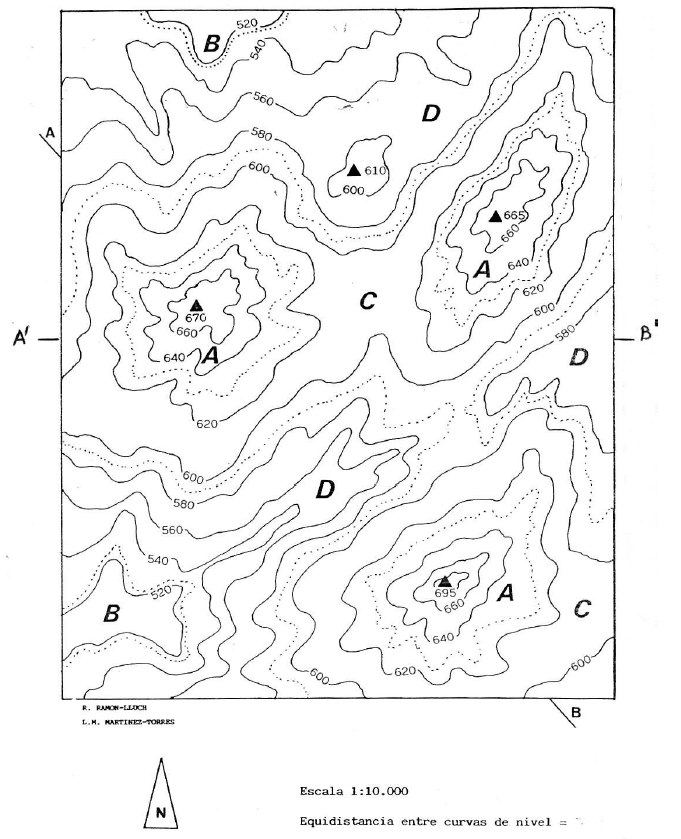 520
B
540
560
D
A
580
610
600
600
665
660
A
640
C
620
670
A'
660
600
B'
640
A
580
D
620
600
D
580
560
540
520
695
B
660
A
C
640
620
600
600
R. RAMON-LLUCH
L.M. MARTINEZ-TORRES
B
N
Escala 1:10.000
Equidistancia entre curvas de nivel =